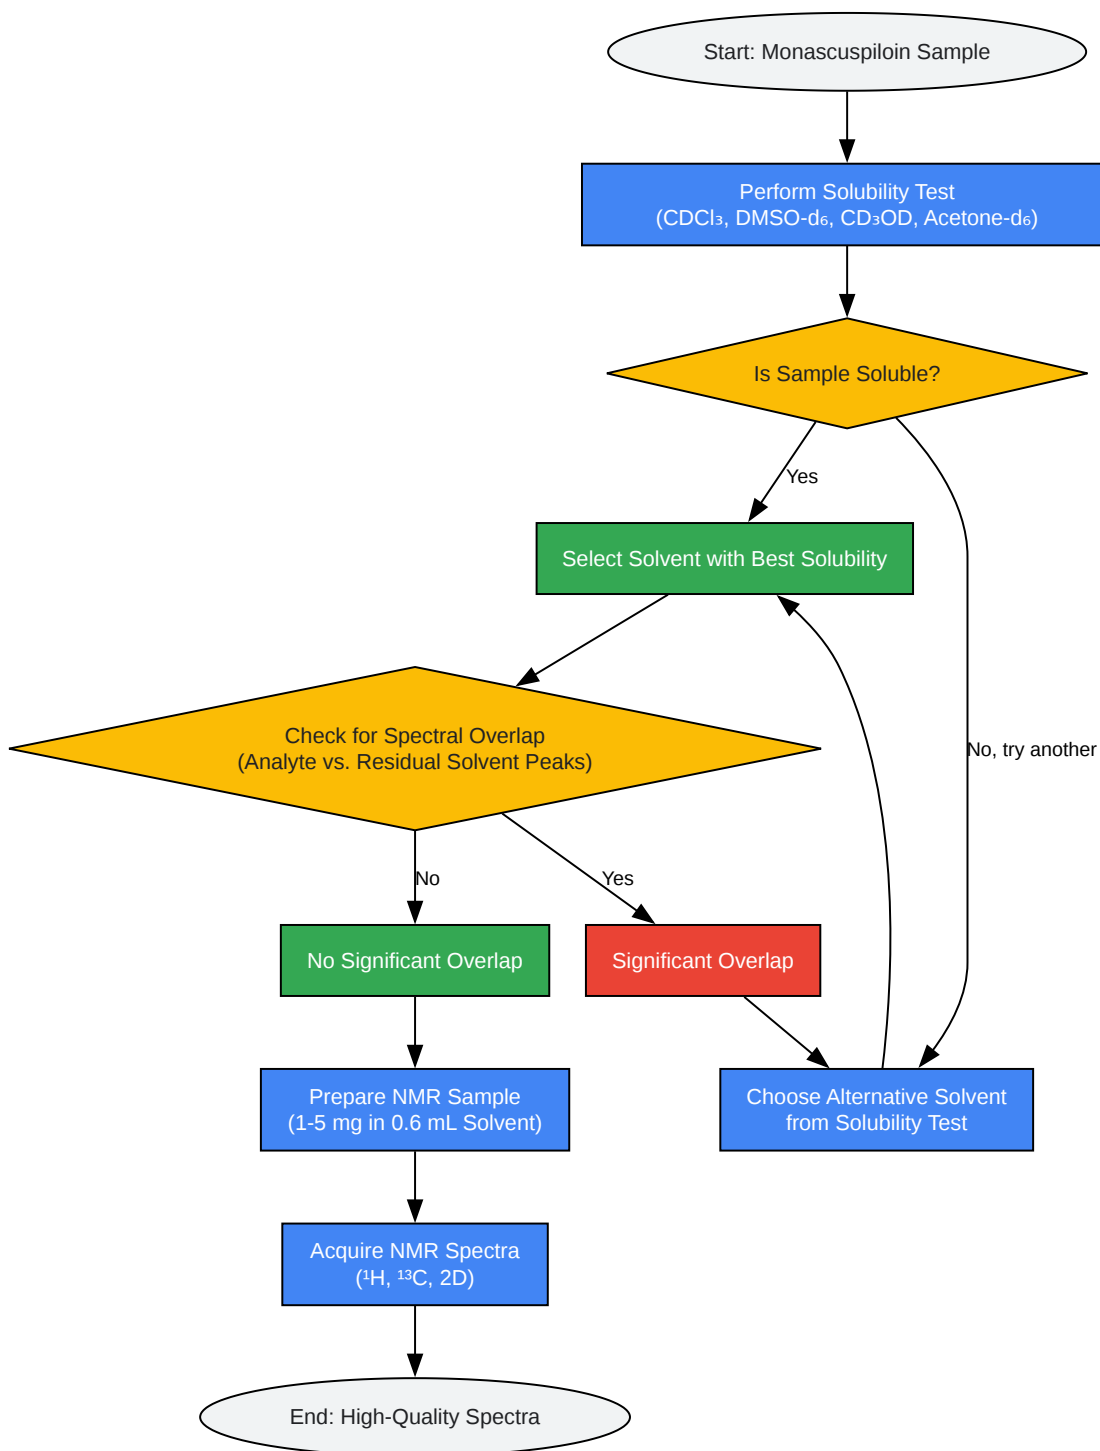 Start: Monascuspiloin Sample
Perform Solubility Test
(CDCl₃, DMSO-d₆, CD₃OD, Acetone-d₆)
Is Sample Soluble?
Yes
Select Solvent with Best Solubility
Check for Spectral Overlap
(Analyte vs. Residual Solvent Peaks)
No, try another
No
Yes
No Significant Overlap
Significant Overlap
Prepare NMR Sample
(1-5 mg in 0.6 mL Solvent)
Choose Alternative Solvent
from Solubility Test
Acquire NMR Spectra
(¹H, ¹³C, 2D)
End: High-Quality Spectra